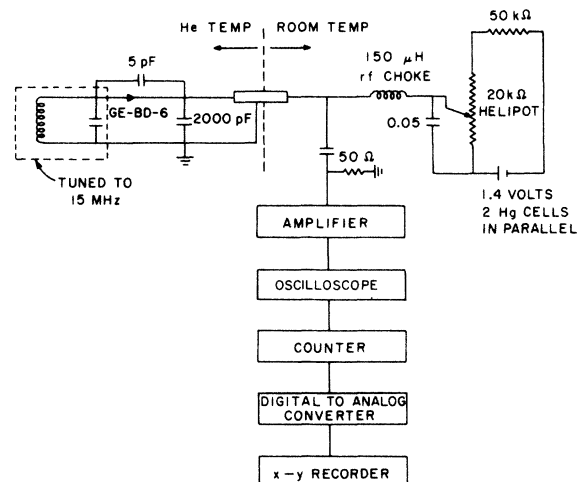 He TEMP
ROOM TEMP
5 pF
150 μH
rf CHOKE
50 kΩ
GE-BD-6
2000 pF
20kΩ
HELIPOT
0.05
50 Ω
TUNED TO
15 MHz
1.4 VOLTS
2 Hg CELLS
IN PARALLEL
AMPLIFIER
OSCILLOSCOPE
COUNTER
DIGITAL TO ANALOG
CONVERTER
x-y RECORDER